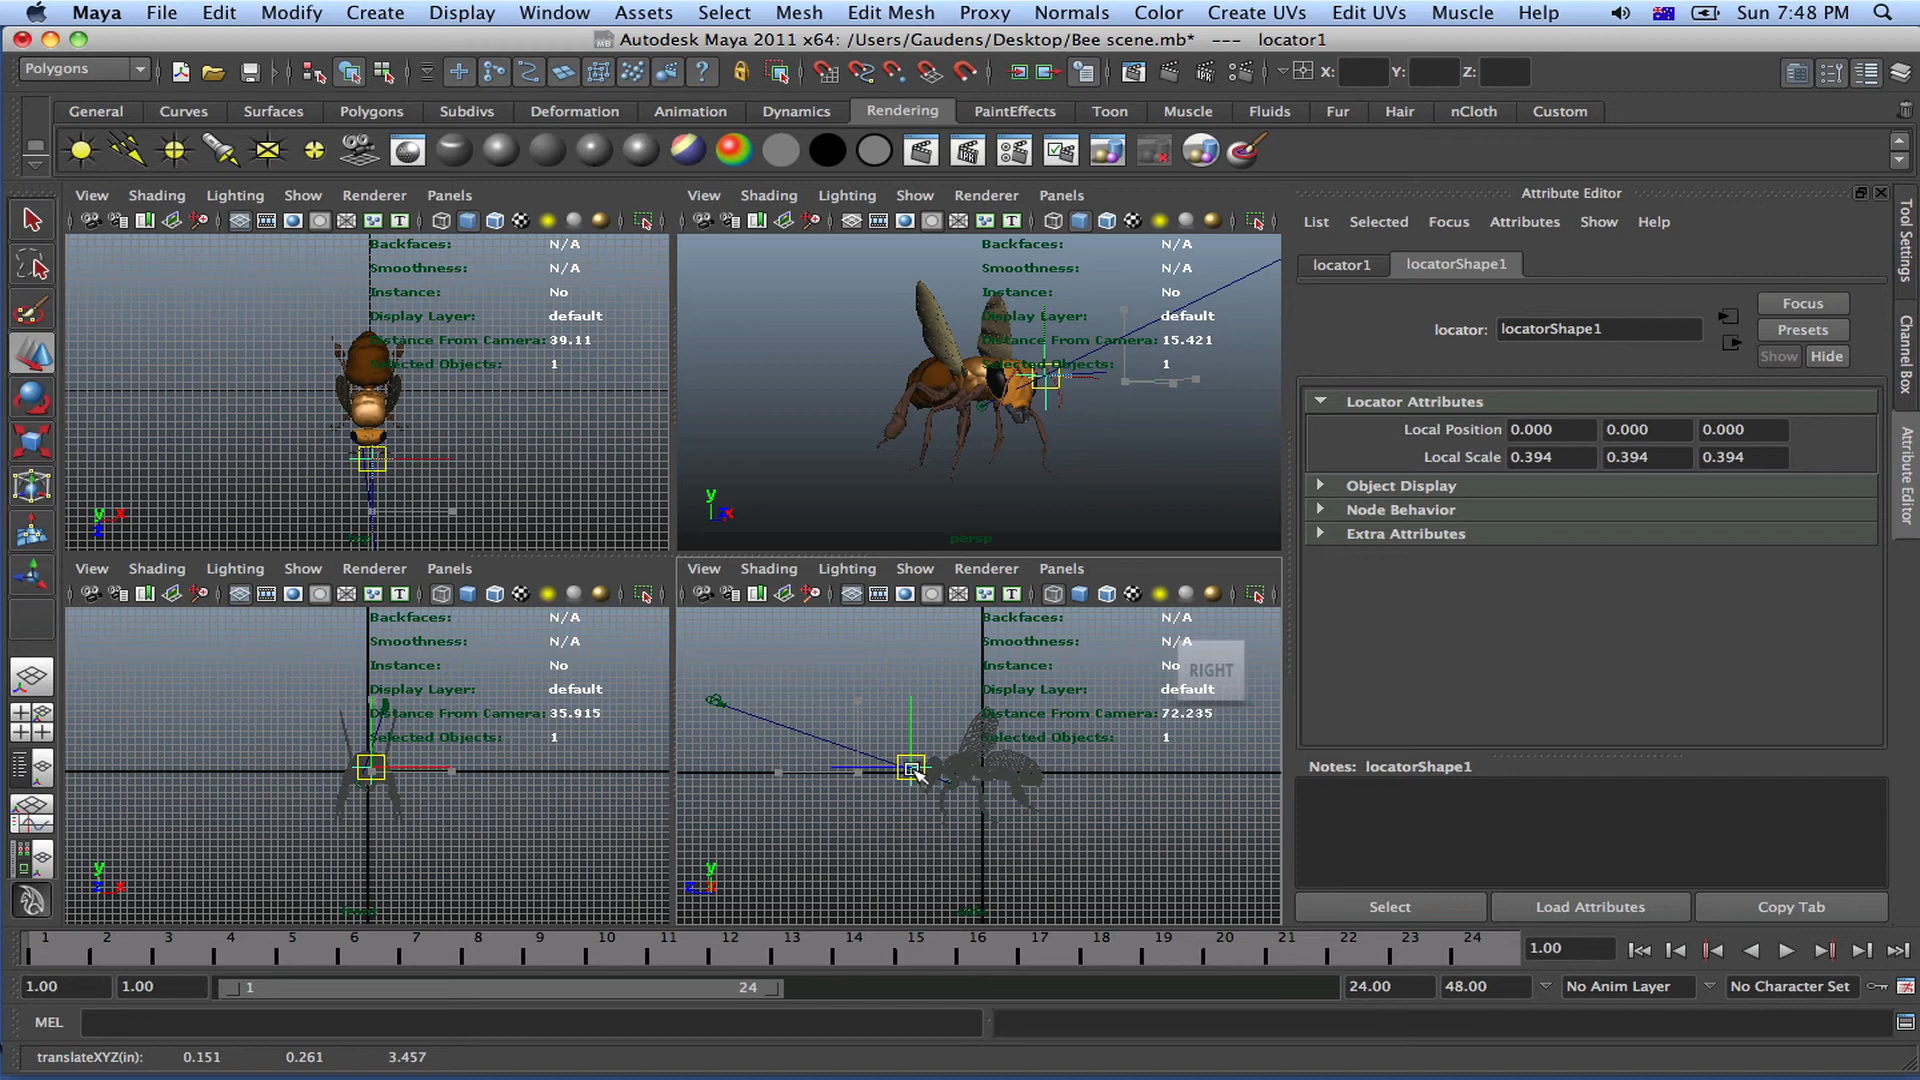 Maya File Edit Modify Create Display Window Assets Select Mesh Edit Mesh Proxy Normals Color Create UVs Edit UVs Muscle Help Sun 7:48 PM
Autodesk Maya 2011 x64: /Users/Gaudens/Desktop/Bee scene.mb* --- locator1
Polygons X: Y: Z:
General Curves Surfaces Polygons Subdivs Deformation Animation Dynamics Rendering PaintEffects Toon Muscle Fluids Fur Hair nCloth Custom
View Shading Lighting Show Renderer Panels
Backfaces: N/A
Smoothness: N/A
Instance: No
Display Layer: default
Distance From Camera: 39.11
Selected Objects: 1
y x
z
View Shading Lighting Show Renderer Panels
Backfaces: N/A
Smoothness: N/A
Instance: No
Display Layer: default
Distance From Camera: 15.421
Selected Objects: 1
y
z x
persp
View Shading Lighting Show Renderer Panels
Backfaces: N/A
Smoothness: N/A
Instance: No
Display Layer: default
Distance From Camera: 35.915
Selected Objects: 1
y
z x
View Shading Lighting Show Renderer Panels
Backfaces: N/A
Smoothness: N/A
Instance: No
RIGHT
Display Layer: default
Distance From Camera: 72.235
Selected Objects: 1
y
z x
Attribute Editor
List Selected Focus Attributes Show Help
locator1 locatorShape1
Focus
locator: locatorShape1
Presets
Show Hide
Locator Attributes
Local Position 0.000 0.000 0.000
Local Scale 0.394 0.394 0.394
Object Display
Node Behavior
Extra Attributes
Notes: locatorShape1
Select Load Attributes Copy Tab
Tool Settings
Channel Box
Attribute Editor
1 2 3 4 5 6 7 8 9 10 11 12 13 14 15 16 17 18 19 20 21 22 23 24 1.00
1.00 1.00 1 24 24.00 48.00 No Anim Layer No Character Set
MEL
translateXYZ(in): 0.151 0.261 3.457